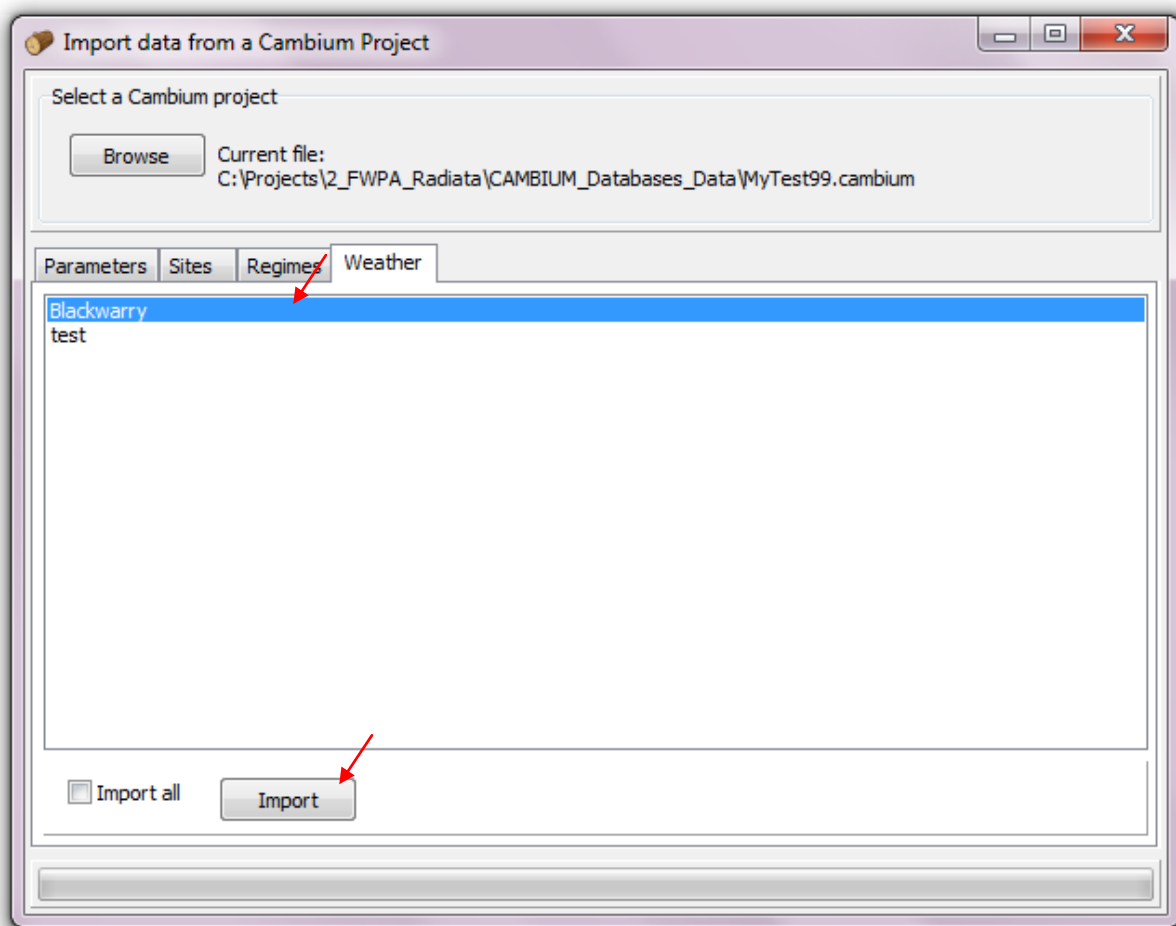 Import data from a Cambium Project
Select a Cambium project
Browse
Current file:
C:\Projects\2_FWPA_Radiata\CAMBIUM_Databases_Data\MyTest99.cambium
Parameters Sites Regimes Weather
Blackwarry
test
Import all Import